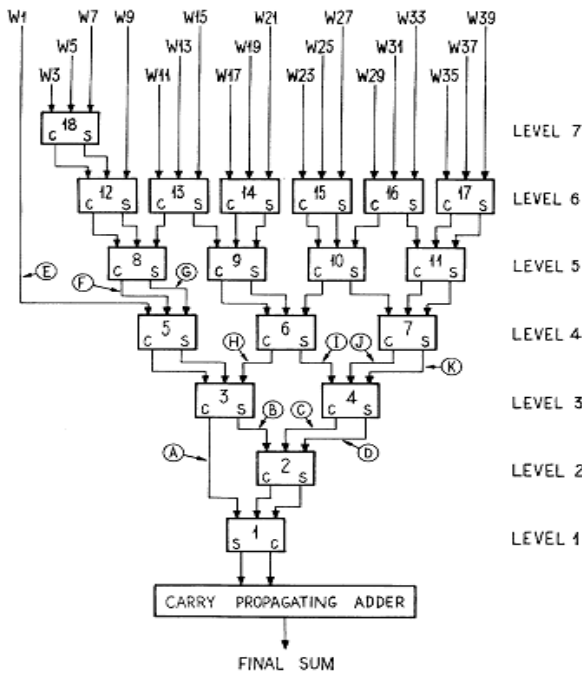 W1 W7 W9 W15 W21 W27 W33 W39
W5 W13 W19 W25 W31 W37
W3 W11 W17 W23 W29 W35
18
C S
LEVEL 7
12 13 14 15 16 17
C S C S C S C S C S C S
LEVEL 6
8 9 10 11
C S C S C S C S
LEVEL 5
E F G
5 6 7
C S C S C S
LEVEL 4
H I J K
3 4
C S C S
LEVEL 3
A B C D
2
C S
LEVEL 2
1
S C
LEVEL 1
CARRY PROPAGATING ADDER
FINAL SUM